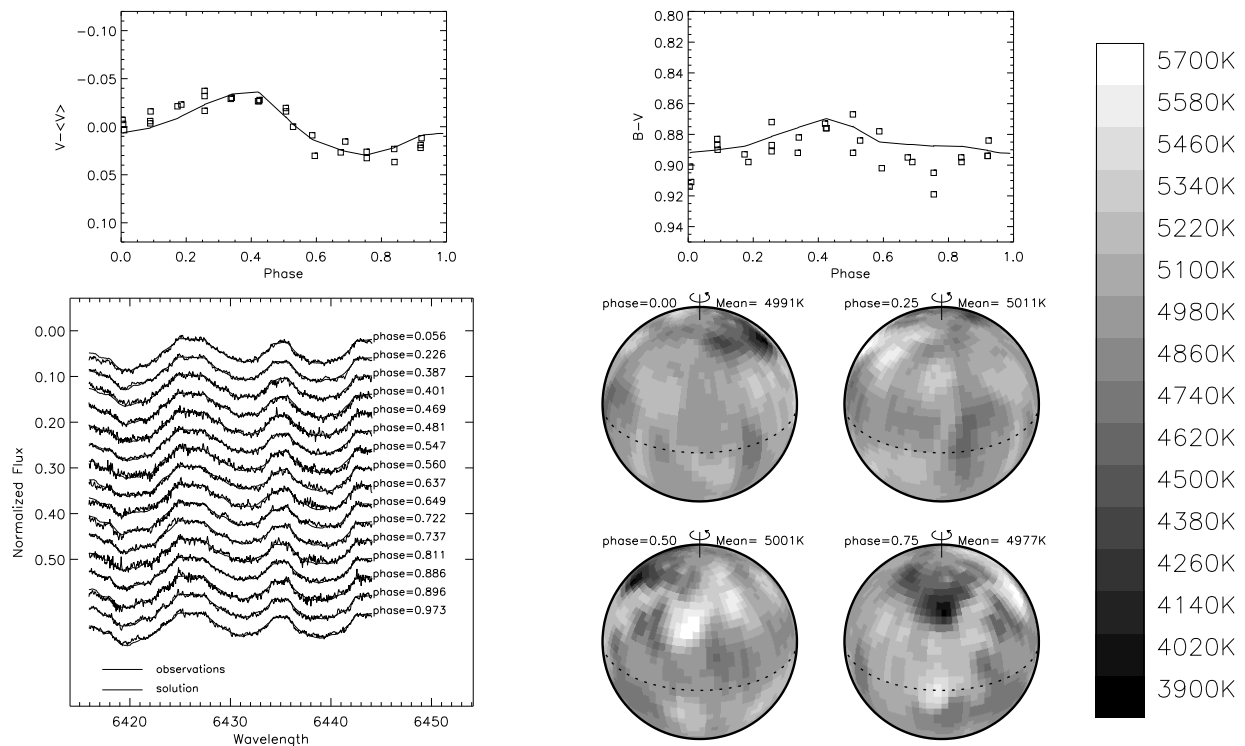 -0.10
-0.05
0.00
0.05
0.10
V-<V>
0.0 0.2 0.4 0.6 0.8 1.0
Phase
0.80
0.82
0.84
0.86
0.88
0.90
0.92
0.94
B-V
0.0 0.2 0.4 0.6 0.8 1.0
Phase
0.00
0.10
0.20
0.30
0.40
0.50
Normalized Flux
phase=0.056
phase=0.226
phase=0.387
phase=0.401
phase=0.469
phase=0.481
phase=0.547
phase=0.560
phase=0.637
phase=0.649
phase=0.722
phase=0.737
phase=0.811
phase=0.886
phase=0.896
phase=0.973
observations
solution
6420 6430 6440 6450
Wavelength
phase=0.00 Mean= 4991K
phase=0.25 Mean= 5011K
phase=0.50 Mean= 5001K
phase=0.75 Mean= 4977K
5700K
5580K
5460K
5340K
5220K
5100K
4980K
4860K
4740K
4620K
4500K
4380K
4260K
4140K
4020K
3900K